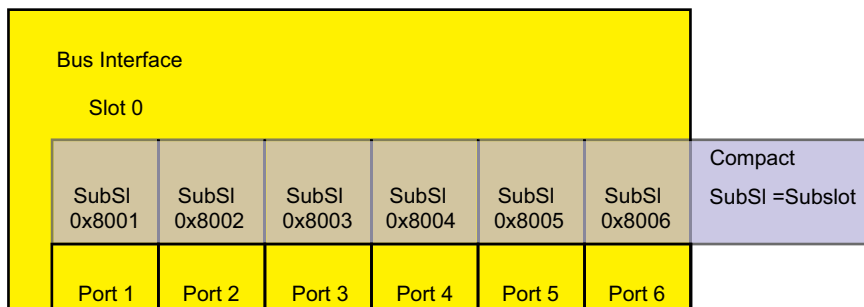 Bus Interface
Slot 0
Compact
SubSl SubSl SubSl SubSl SubSl SubSl SubSl =Subslot
0x8001 0x8002 0x8003 0x8004 0x8005 0x8006
Port 1 Port 2 Port 3 Port 4 Port 5 Port 6